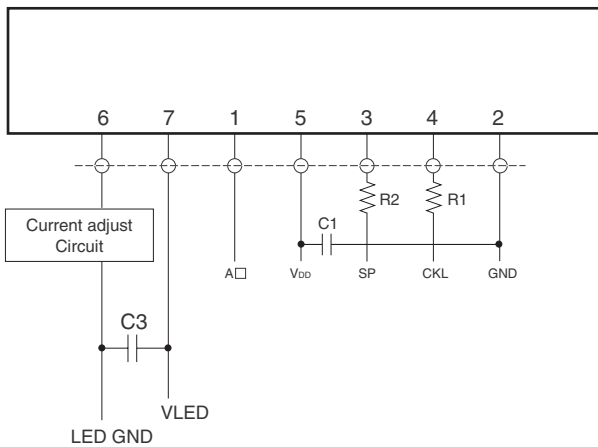 6 7 1 5 3 4 2
R2 R1
Current adjust
Circuit
C1
A□ VDD SP CKL GND
C3
VLED
LED GND